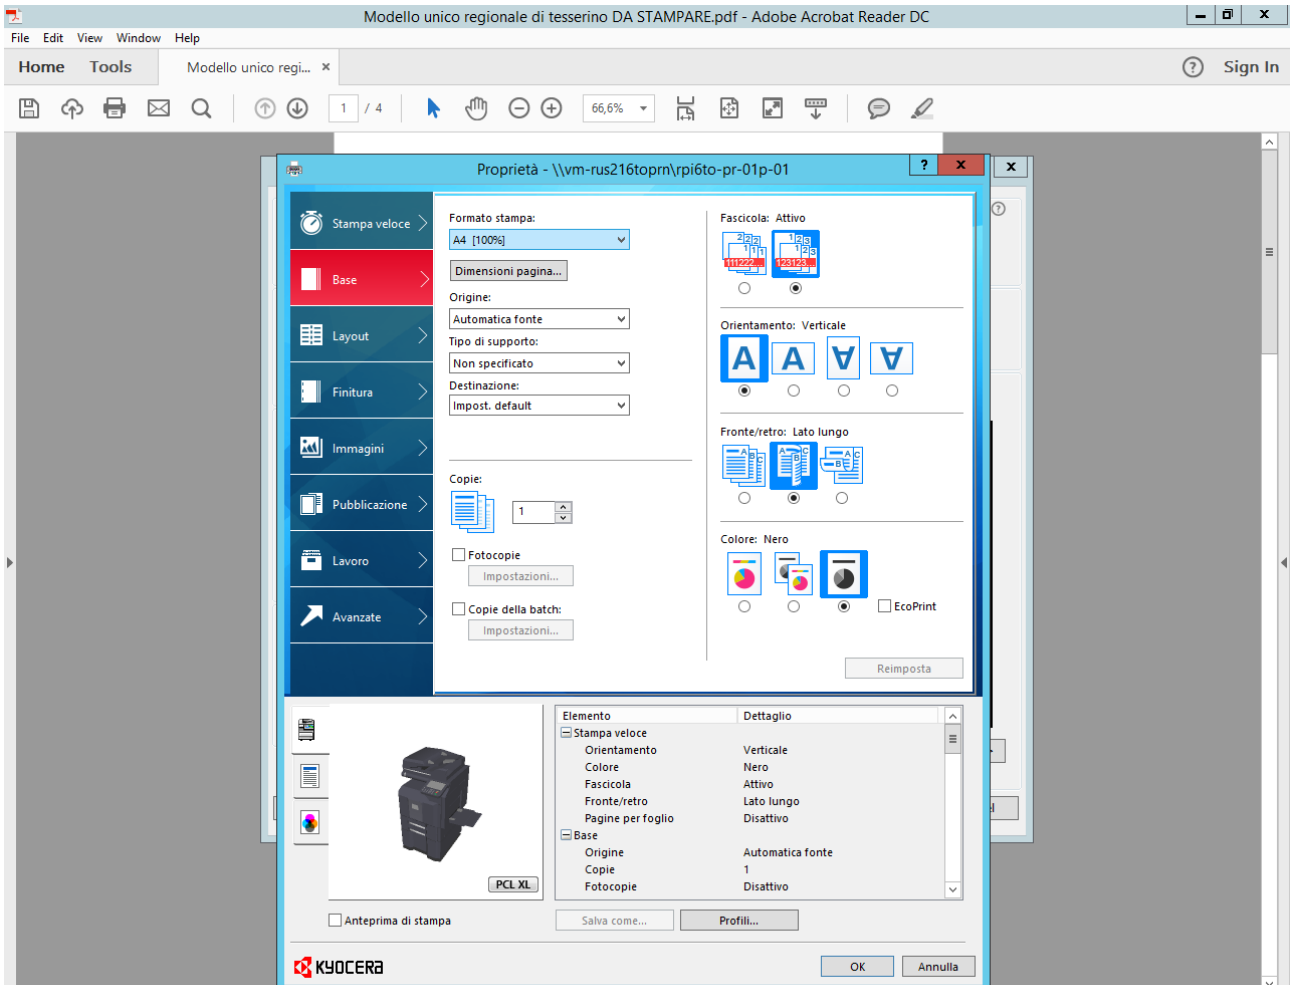 Modello unico regionale di tesserino DA STAMPARE.pdf - Adobe Acrobat Reader DC
File Edit View Window Help
Home Tools Modello unico regi... × ? Sign In
1 / 4 66,6%
Proprietà - \\vm-rus216toprn\rpi6to-pr-01p-01 ? x x
Stampa veloce
Base
Layout
Finitura
Immagini
Pubblicazione
Lavoro
Avanzate
Formato stampa:
A4 [100%]
Dimensioni pagina...
Origine:
Automatica fonte
Tipo di supporto:
Non specificato
Destinazione:
Impost. default
Copie:
1
Fotocopie
Impostazioni...
Copie della batch:
Impostazioni...
Fascicola: Attivo
111222... 123123...
Orientamento: Verticale
A A A A
Fronte/retro: Lato lungo
Colore: Nero
EcoPrint
Reimposta
PCL XL
Elemento Dettaglio
Stampa veloce
Orientamento Verticale
Colore Nero
Fascicola Attivo
Fronte/retro Lato lungo
Pagine per foglio Disattivo
Base
Origine Automatica fonte
Copie 1
Fotocopie Disattivo
Anteprima di stampa
Salva come... Profili...
KYOCERA
OK Annulla